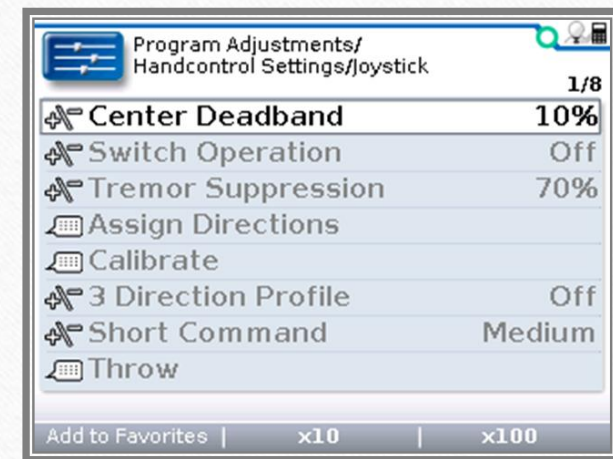 Program Adjustments/
Handcontrol Settings/Joystick
1/8
Center Deadband 10%
Switch Operation Off
Tremor Suppression 70%
Assign Directions
Calibrate
3 Direction Profile Off
Short Command Medium
Throw
Add to Favorites | x10 | x100